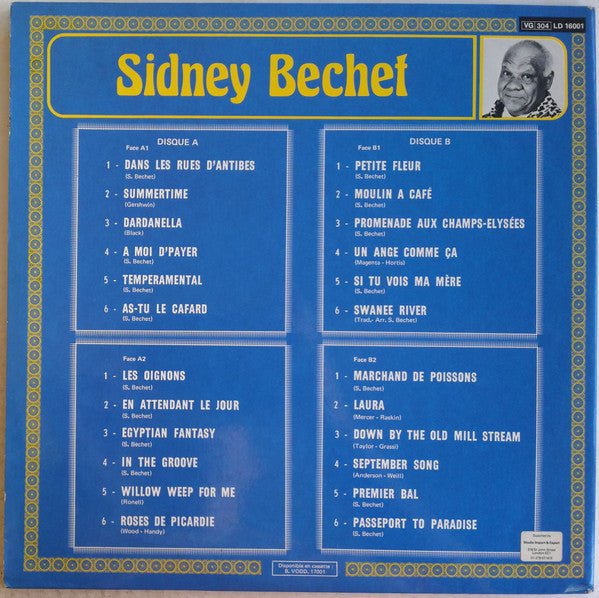 VG 304 LD 16001
Sidney Bechet
DISQUE A
Face A1
1 - DANS LES RUES D'ANTIBES
(S. Bechet)
2 - SUMMERTIME
(Gershwin)
3 - DARDANELLA
(Black)
4 - A MOI D'PAYER
(S. Bechet)
5 - TEMPERAMENTAL
(S. Bechet)
6 - AS-TU LE CAFARD
(S. Bechet)
DISQUE B
Face B1
1 - PETITE FLEUR
(S. Bechet)
2 - MOULIN A CAFÉ
(S. Bechet)
3 - PROMENADE AUX CHAMPS-ELYSÉES
(S. Bechet)
4 - UN ANGE COMME ÇA
(Magenta - Hortis)
5 - SI TU VOIS MA MÈRE
(S. Bechet)
6 - SWANEE RIVER
(Trad.- Arr. S. Bechet)
Face A2
1 - LES OIGNONS
(S. Bechet)
2 - EN ATTENDANT LE JOUR
(S. Bechet)
3 - EGYPTIAN FANTASY
(S. Bechet)
4 - IN THE GROOVE
(S. Bechet)
5 - WILLOW WEEP FOR ME
(Ronell)
6 - ROSES DE PICARDIE
(Wood - Handy)
Face B2
1 - MARCHAND DE POISSONS
(S. Bechet)
2 - LAURA
(Mercer - Raskin)
3 - DOWN BY THE OLD MILL STREAM
(Taylor - Grassi)
4 - SEPTEMBER SONG
(Anderson - Weill)
5 - PREMIER BAL
(S. Bechet)
6 - PASSEPORT TO PARADISE
(S. Bechet)
Disponible en cassette
B. VOGD. 17001